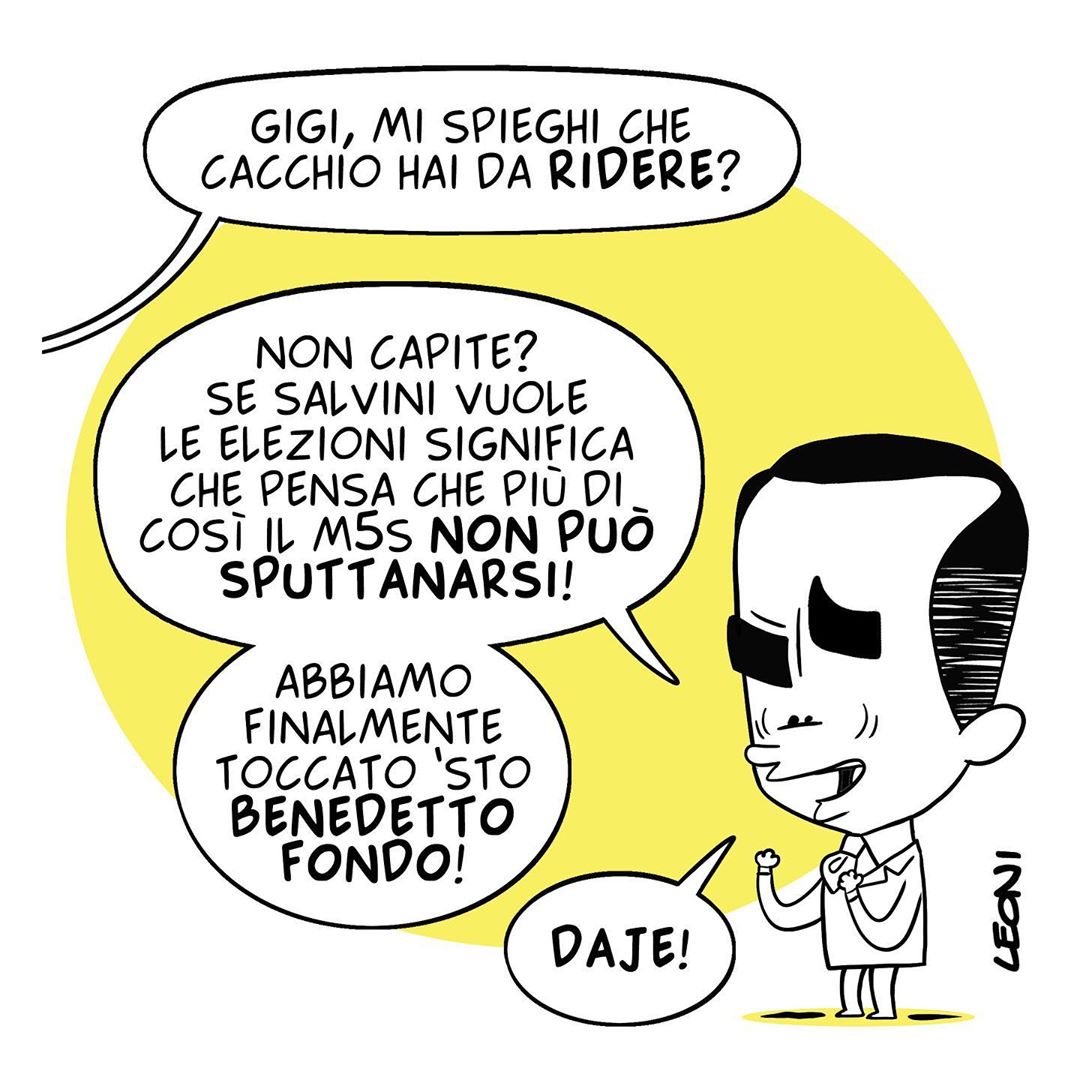 GIGI, MI SPIEGHI CHE
CACCHIO HAI DA RIDERE?
NON CAPITE?
SE SALVINI VUOLE
LE ELEZIONI SIGNIFICA
CHE PENSA CHE PIÙ DI
COSÌ IL M5S NON PUÒ
SPUTTANARSI!
ABBIAMO
FINALMENTE
TOCCATO 'STO
BENEDETTO
FONDO!
DAJE!
LEONI